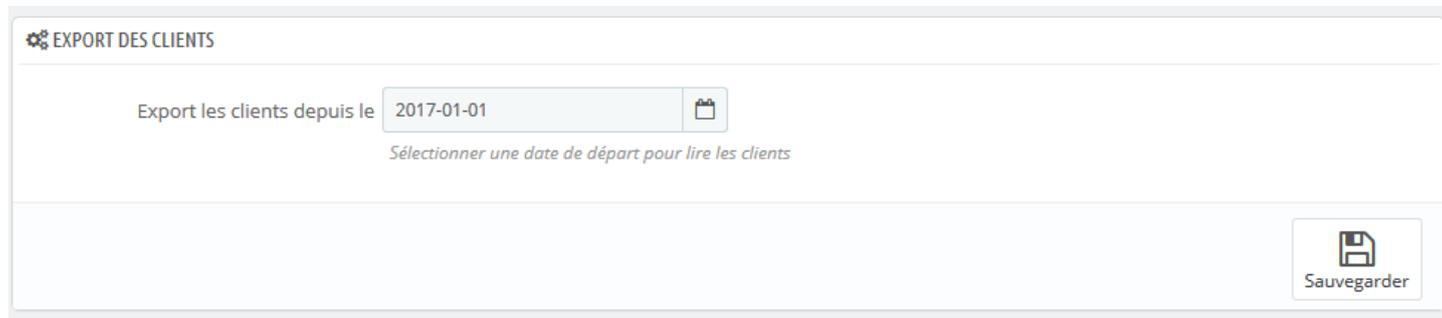 EXPORT DES CLIENTS
Export les clients depuis le 2017-01-01
Sélectionner une date de départ pour lire les clients
Sauvegarder